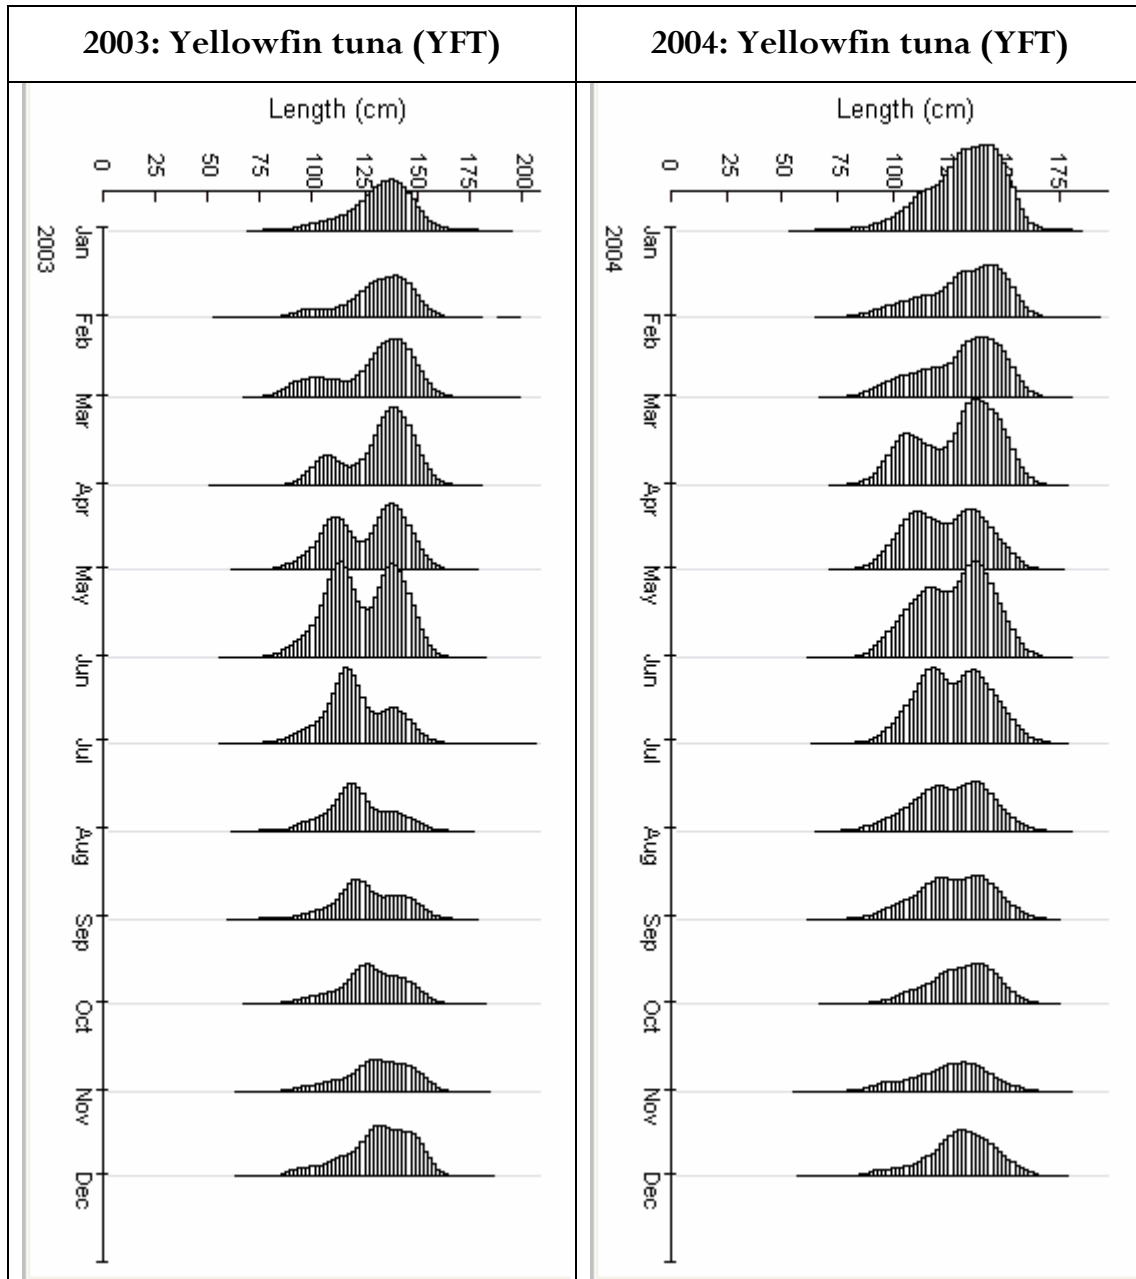 2003: Yellowfin tuna (YFT)
Length (cm)
0 25 50 75 100 125 150 175 200
2003
Jan
Feb
Mar
Apr
May
Jun
Jul
Aug
Sep
Oct
Nov
Dec
2004: Yellowfin tuna (YFT)
Length (cm)
0 25 50 75 100 175
2004
Jan
Feb
Mar
Apr
May
Jun
Jul
Aug
Sep
Oct
Nov
Dec